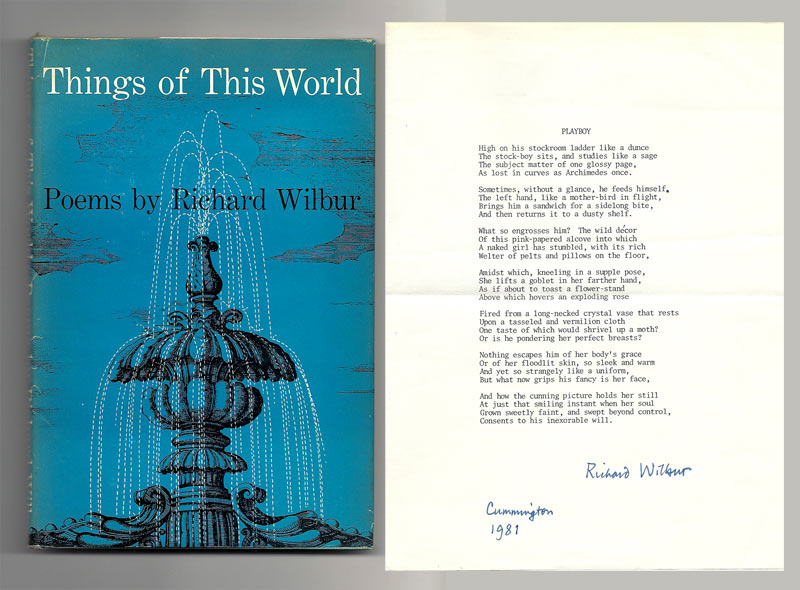 Things of This World
Poems by Richard Wilbur
PLAYBOY
High on his stockroom ladder like a dunce
The stock-boy sits, and studies like a sage
The subject matter of one glossy page,
As lost in curves as Archimedes once.
Sometimes, without a glance, he feeds himself.
The left hand, like a mother-bird in flight,
Brings him a sandwich for a sidelong bite,
And then returns it to a dusty shelf.
What so engrosses him? The wild décor
Of this pink-papered alcove into which
A naked girl has stumbled, with its rich
Welter of pelts and pillows on the floor,
Amidst which, kneeling in a supple pose,
She lifts a goblet in her farther hand,
As if about to toast a flower-stand
Above which hovers an exploding rose
Fired from a long-necked crystal vase that rests
Upon a tasseled and vermilion cloth
One taste of which would shrivel up a moth?
Or is he pondering her perfect breasts?
Nothing escapes him of her body's grace
Or of her floodlit skin, so sleek and warm
And yet so strangely like a uniform,
But what now grips his fancy is her face,
And how the cunning picture holds her still
At just that smiling instant when her soul
Grown sweetly faint, and swept beyond control,
Consents to his inexorable will.
Richard Wilbur
Cummington
1981